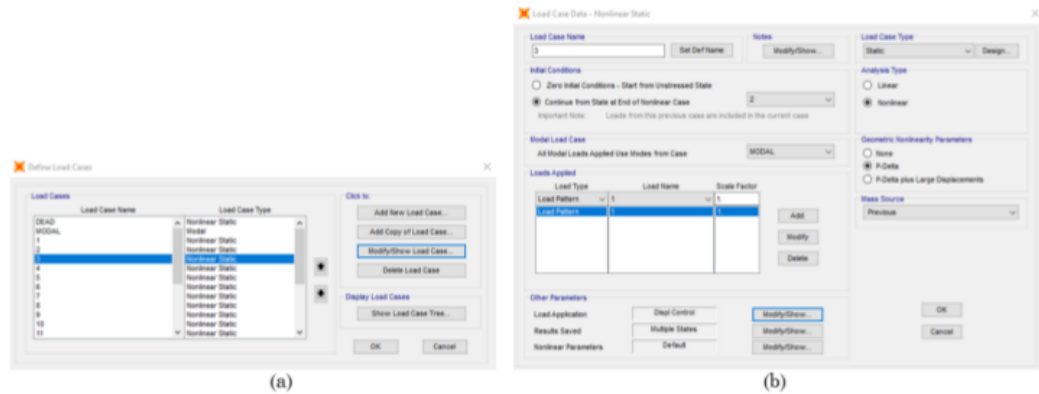 Define Load Cases
Load Cases
Load Case Name Load Case Type
DEAD Nonlinear Static
MODAL Modal
1 Nonlinear Static
2 Nonlinear Static
3 Nonlinear Static
4 Nonlinear Static
5 Nonlinear Static
6 Nonlinear Static
7 Nonlinear Static
8 Nonlinear Static
9 Nonlinear Static
10 Nonlinear Static
11 Nonlinear Static
Click to:
Add New Load Case...
Add Copy of Load Case...
Modify/Show Load Case...
Delete Load Case
Display Load Cases
Show Load Case Tree...
OK Cancel
(a)
Load Case Data - Nonlinear Static
Load Case Name
3 Set Def Name
Notes
Modify/Show...
Load Case Type
Static Design...
Initial Conditions
Zero Initial Conditions - Start from Unstressed State
Continue from State at End of Nonlinear Case 2
Important Note: Loads from this previous case are included in the current case
Analysis Type
Linear
Nonlinear
Modal Load Case
All Modal Loads Applied Use Modes from Case MODAL
Geometric Nonlinearity Parameters
None
P-Delta
P-Delta plus Large Displacements
Loads Applied
Load Type Load Name Scale Factor
Load Pattern 1 1.
Load Pattern 1 1.
Add
Modify
Delete
Mass Source
Previous
Other Parameters
Load Application Displ Control Modify/Show...
Results Saved Multiple States Modify/Show...
Nonlinear Parameters Default Modify/Show...
OK
Cancel
(b)